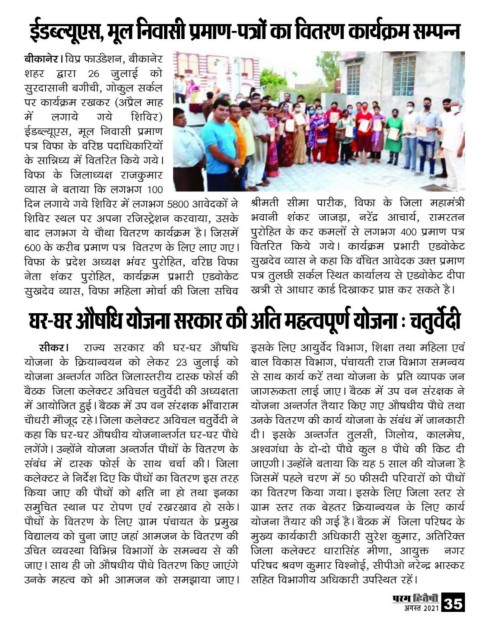 ईडब्ल्यूएस, मूल निवासी प्रमाण-पत्रों का वितरण कार्यक्रम सम्पन्न
बीकानेर। विप्र फाउंडेशन, बीकानेर
शहर द्वारा 26 जुलाई को
सुरदासानी बगीची, गोकुल सर्कल
पर कार्यक्रम रखकर (अप्रैल माह
में लगाये गये शिविर)
ईडब्ल्यूएस, मूल निवासी प्रमाण
पत्र विफा के वरिष्ठ पदाधिकारियों
के सान्निध्य में वितरित किये गये।
विफा के जिलाध्यक्ष राजकुमार
व्यास ने बताया कि लगभग 100
दिन लगाये गये शिविर में लगभग 5800 आवेदकों ने
शिविर स्थल पर अपना रजिस्ट्रेशन करवाया, उसके
बाद लगभग ये चौथा वितरण कार्यक्रम है। जिसमें
600 के करीब प्रमाण पत्र वितरण के लिए लाए गए।
विफा के प्रदेश अध्यक्ष भंवर पुरोहित, वरिष्ठ विफा
नेता शंकर पुरोहित, कार्यक्रम प्रभारी एडवोकेट
सुखदेव व्यास, विफा महिला मोर्चा की जिला सचिव
श्रीमती सीमा पारीक, विफा के जिला महामंत्री
भवानी शंकर जाजड़ा, नरेंद्र आचार्य, रामरतन
पुरोहित के कर कमलों से लगभग 400 प्रमाण पत्र
वितरित किये गये। कार्यक्रम प्रभारी एडवोकेट
सुखदेव व्यास ने कहा कि वंचित आवेदक उक्त प्रमाण
पत्र तुलछी सर्कल स्थित कार्यालय से एडवोकेट दीपा
खत्री से आधार कार्ड दिखाकर प्राप्त कर सकते है।
घर-घर औषधि योजना सरकार की अति महत्वपूर्ण योजना : चतुर्वेदी
सीकर। राज्य सरकार की घर-घर औषधि
योजना के क्रियान्वयन को लेकर 23 जुलाई को
योजना अन्तर्गत गठित जिलास्तरीय टास्क फोर्स की
बैठक जिला कलेक्टर अविचल चतुर्वेदी की अध्यक्षता
में आयोजित हुई। बैठक में उप वन संरक्षक भींवाराम
चौधरी मौजूद रहे। जिला कलेक्टर अविचल चतुर्वेदी ने
कहा कि घर-घर औषधीय योजनान्तर्गत घर-घर पौधे
लगेंगे। उन्होंने योजना अन्तर्गत पौधों के वितरण के
संबंध में टास्क फोर्स के साथ चर्चा की। जिला
कलक्टर ने निर्देश दिए कि पौधों का वितरण इस तरह
किया जाए की पौधों को क्षति ना हो तथा इनका
समुचित स्थान पर रोपण एवं रखरखाव हो सके।
पौधों के वितरण के लिए ग्राम पंचायत के प्रमुख
विद्यालय को चुना जाए जहां आमजन के वितरण की
उचित व्यवस्था विभिन्न विभागों के समन्वय से की
जाए। साथ ही जो औषधीय पौधे वितरण किए जाएंगे
उनके महत्व को भी आमजन को समझाया जाए।
इसके लिए आयुर्वेद विभाग, शिक्षा तथा महिला एवं
बाल विकास विभाग, पंचायती राज विभाग समन्वय
से साथ कार्य करें तथा योजना के प्रति व्यापक जन
जागरूकता लाई जाए। बैठक में उप वन संरक्षक ने
योजना अन्तर्गत तैयार किए गए औषधीय पौधे तथा
उनके वितरण की कार्य योजना के संबंध में जानकारी
दी। इसके अन्तर्गत तुलसी, गिलोय, कालमेघ,
अश्वगंधा के दो-दो पौधे कुल 8 पौधे की किट दी
जाएगी। उन्होंने बताया कि यह 5 साल की योजना है
जिसमें पहले चरण में 50 फीसदी परिवारों को पौधों
का वितरण किया गया। इसके लिए जिला स्तर से
ग्राम स्तर तक बेहतर क्रियान्वयन के लिए कार्य
योजना तैयार की गई है। बैठक में जिला परिषद के
मुख्य कार्यकारी अधिकारी सुरेश कुमार, अतिरिक्त
जिला कलेक्टर धारासिंह मीणा, आयुक्त नगर
परिषद श्रवण कुमार विश्नोई, सीपीओ नरेन्द्र भास्कर
सहित विभागीय अधिकारी उपस्थित रहें।
परम हितैषी
अगस्त 2021 35